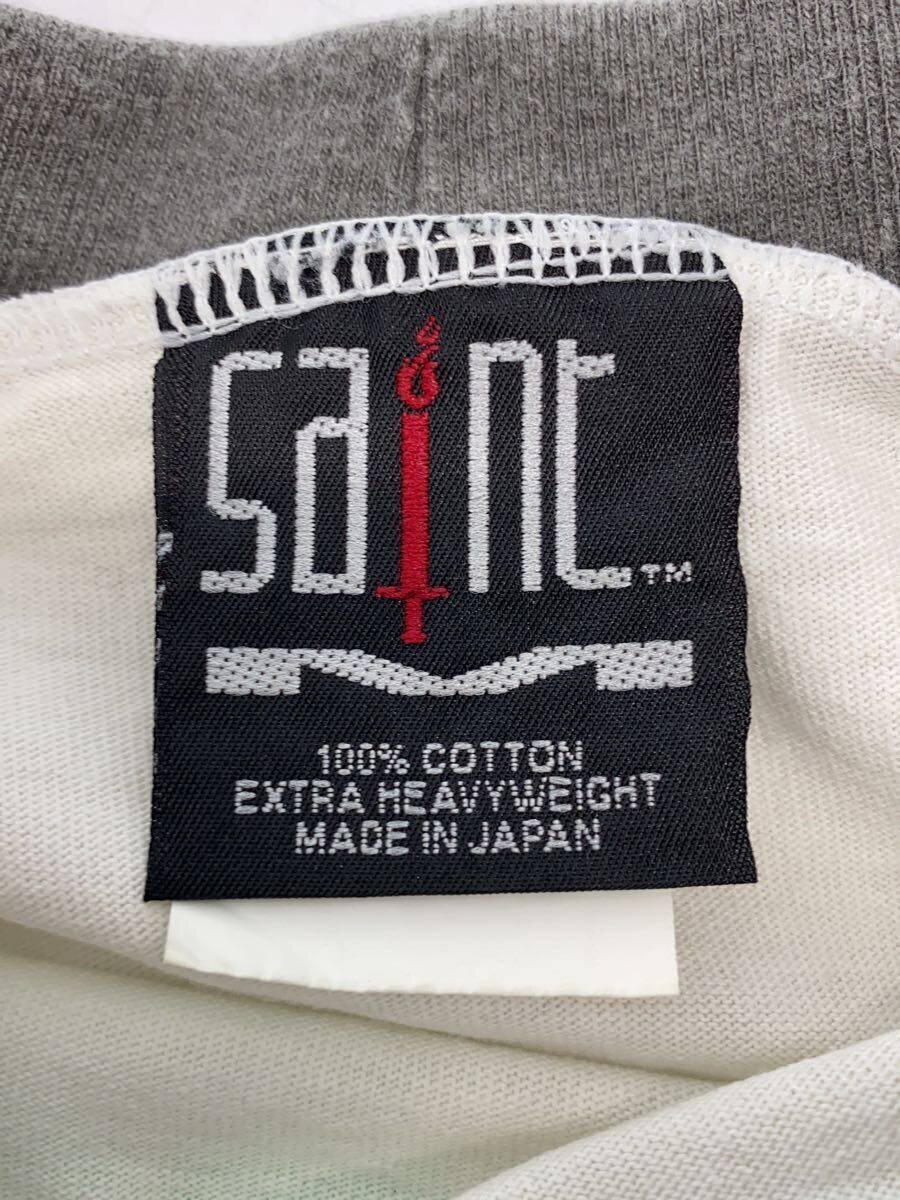 saint™
100% COTTON
EXTRA HEAVYWEIGHT
MADE IN JAPAN